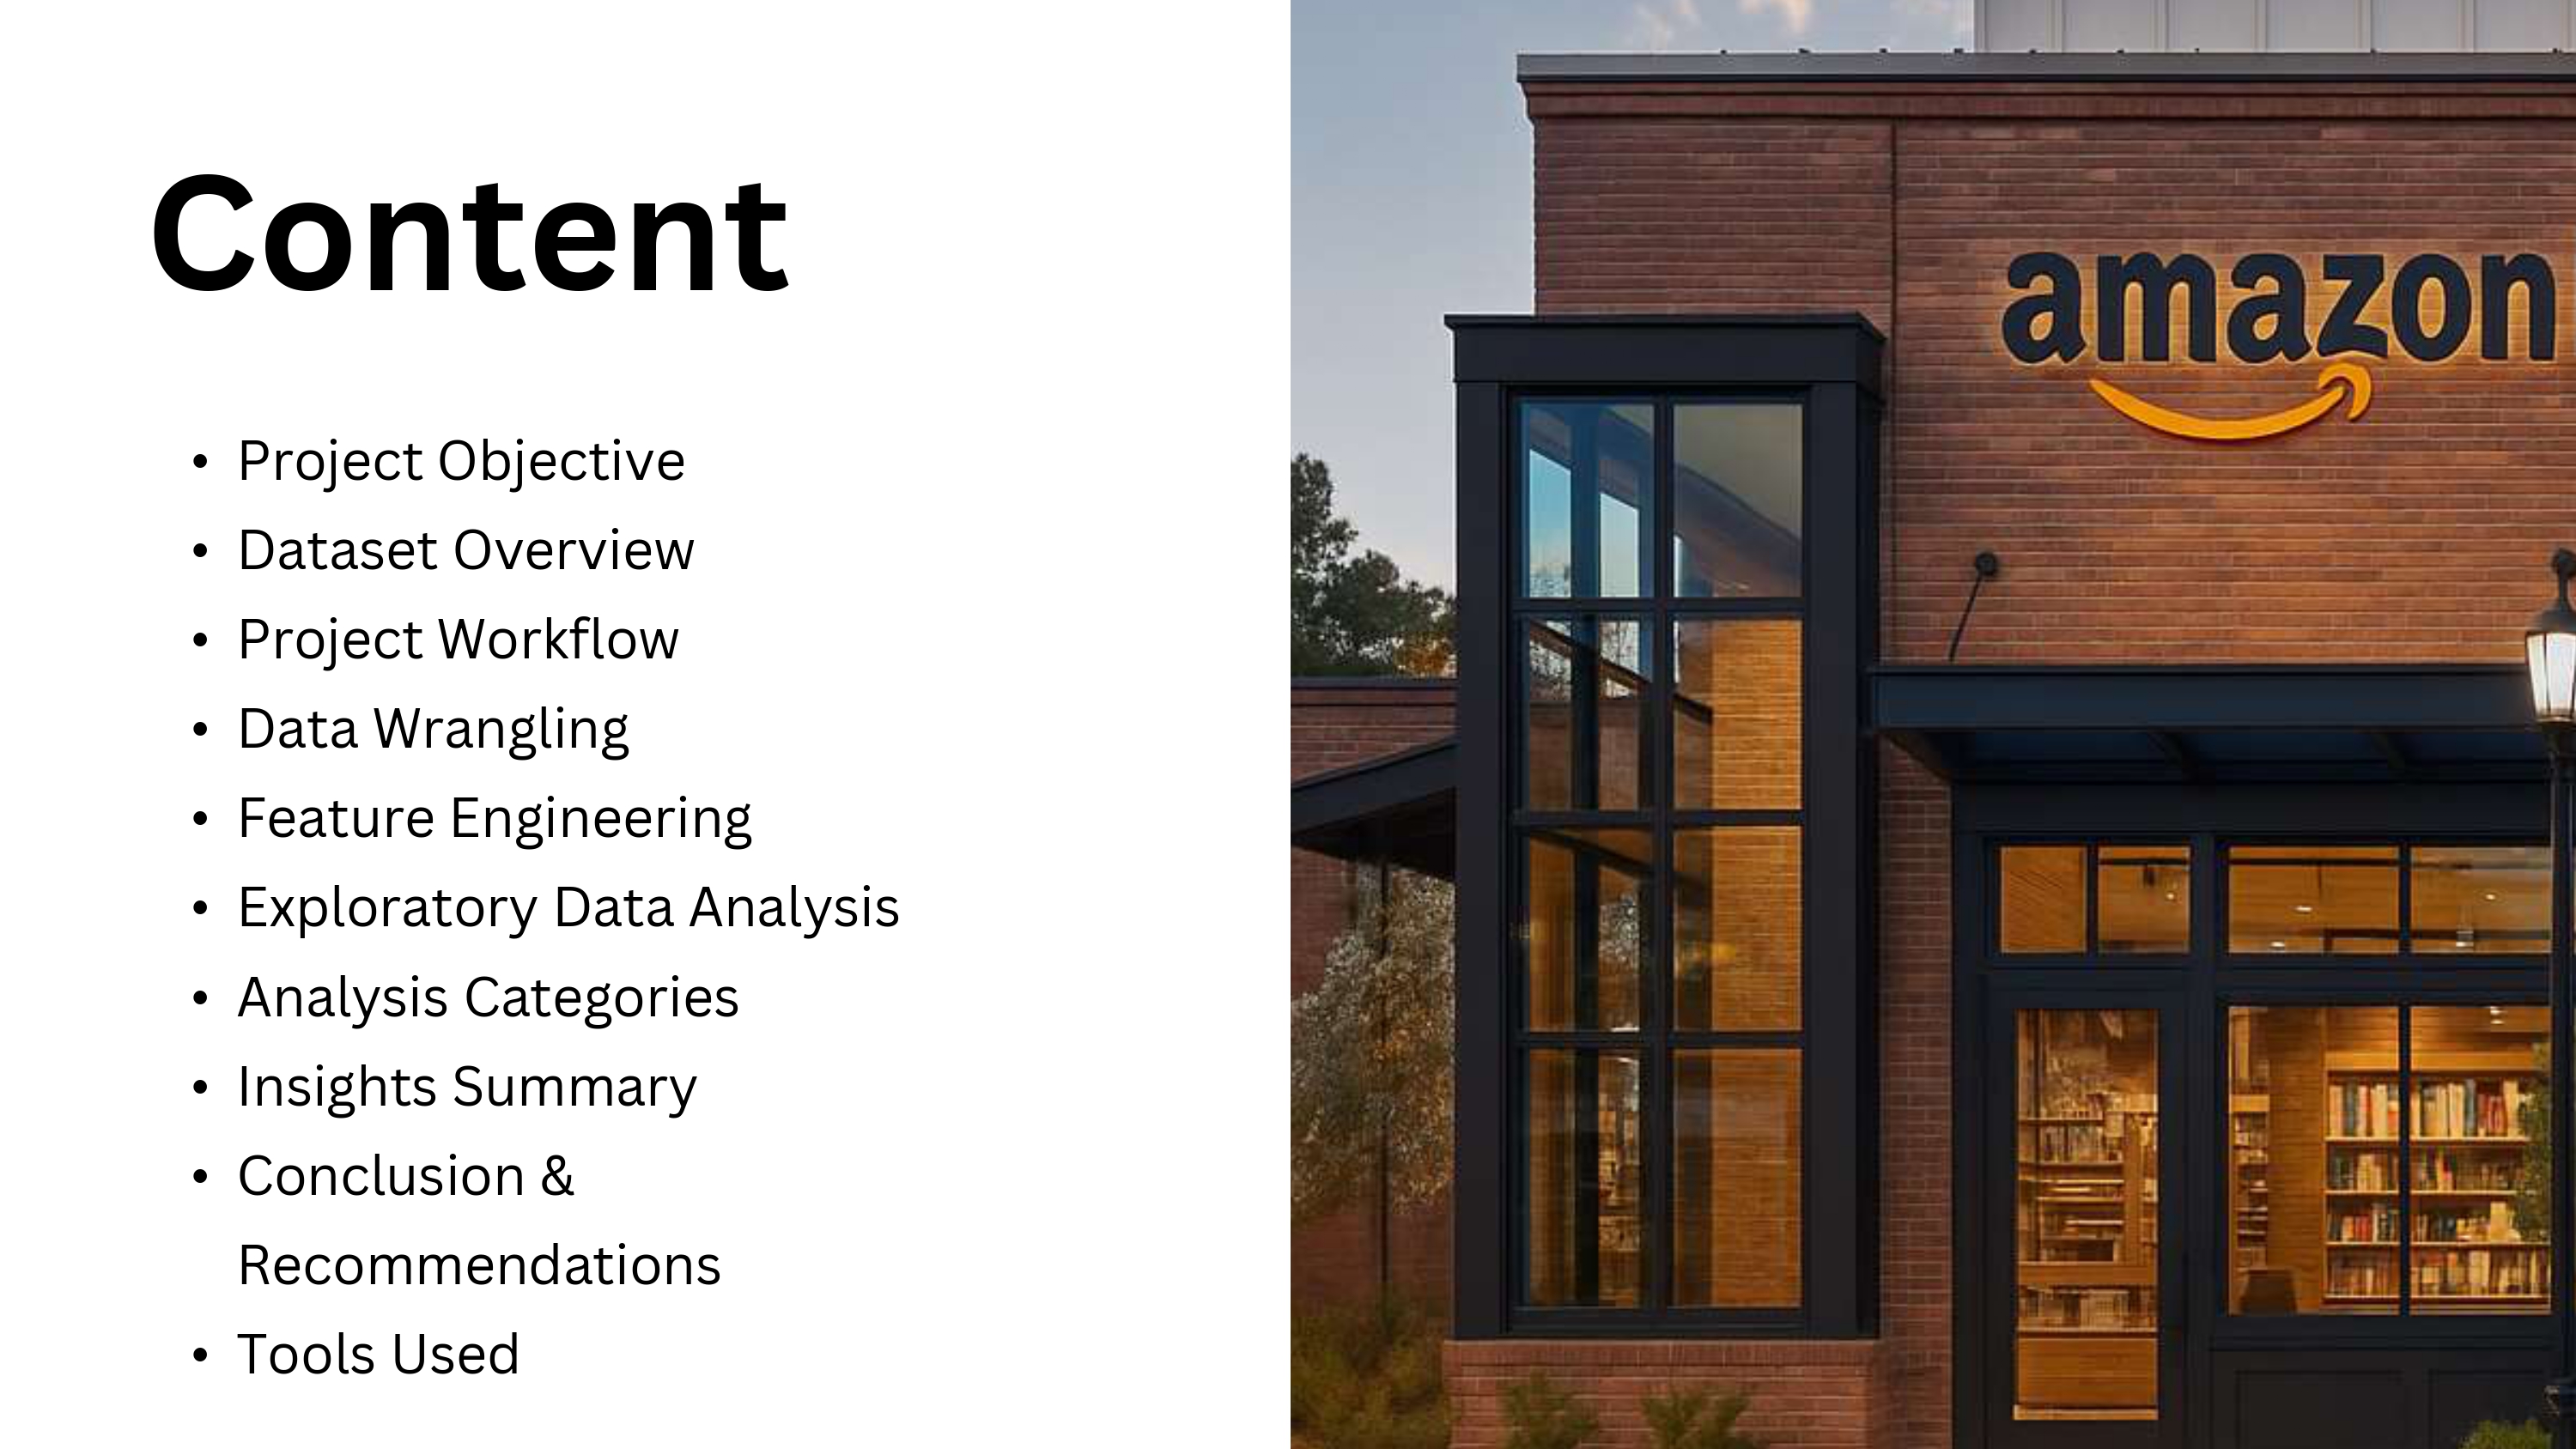 Content
• Project Objective
• Dataset Overview
• Project Workflow
• Data Wrangling
• Feature Engineering
• Exploratory Data Analysis
• Analysis Categories
• Insights Summary
• Conclusion &
Recommendations
• Tools Used
amazon